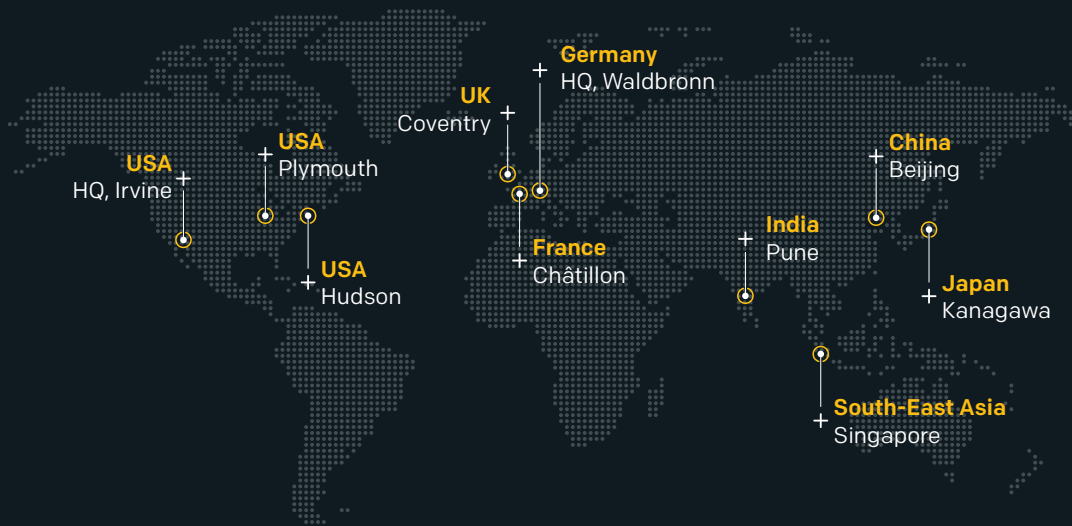 Germany
HQ, Waldbronn
UK
Coventry
USA
Plymouth
USA
HQ, Irvine
China
Beijing
India
Pune
France
Châtillon
USA
Hudson
Japan
Kanagawa
South-East Asia
Singapore